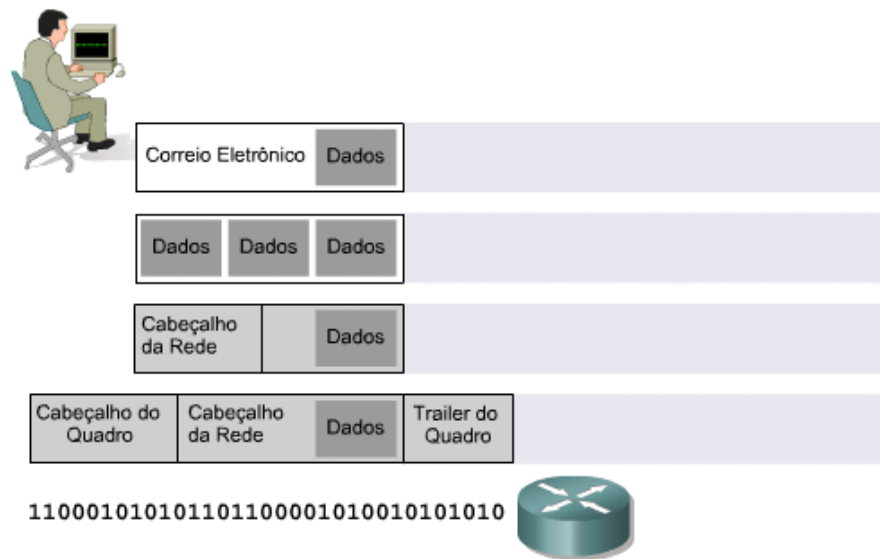 Correio Eletrônico Dados
Dados Dados Dados
Cabeçalho
da Rede
Dados
Cabeçalho do
Quadro
Cabeçalho
da Rede
Dados
Trailer do
Quadro
110001010101101100001010010101010